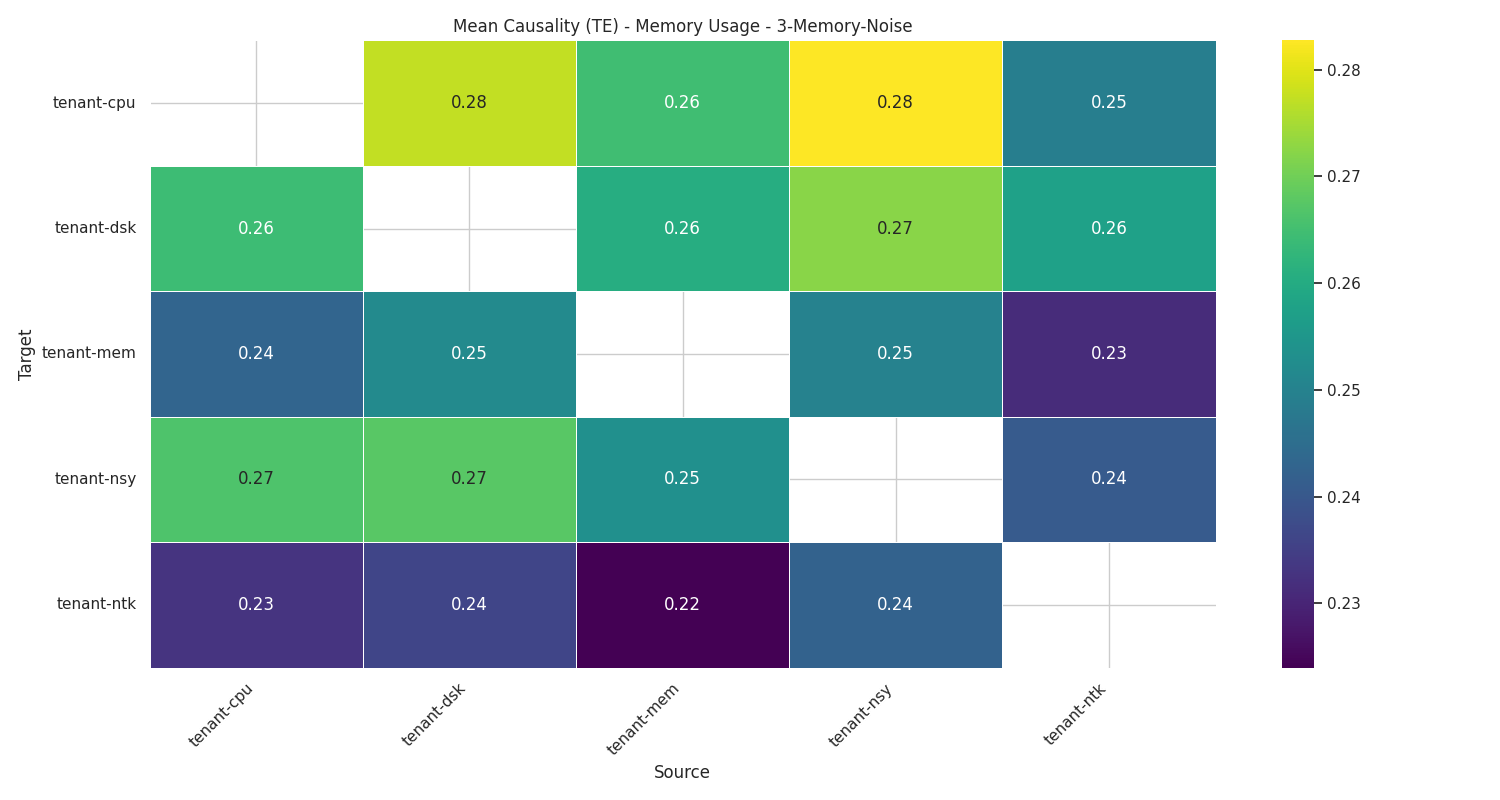 Mean Causality (TE) - Memory Usage - 3-Memory-Noise
tenant-cpu 0.28 0.26 0.28 0.25
tenant-dsk 0.26 0.26 0.27 0.26
tenant-mem 0.24 0.25 0.25 0.23
tenant-nsy 0.27 0.27 0.25 0.24
tenant-ntk 0.23 0.24 0.22 0.24
Target
tenant-cpu tenant-dsk tenant-mem tenant-nsy tenant-ntk
Source
0.28
0.27
0.26
0.25
0.24
0.23